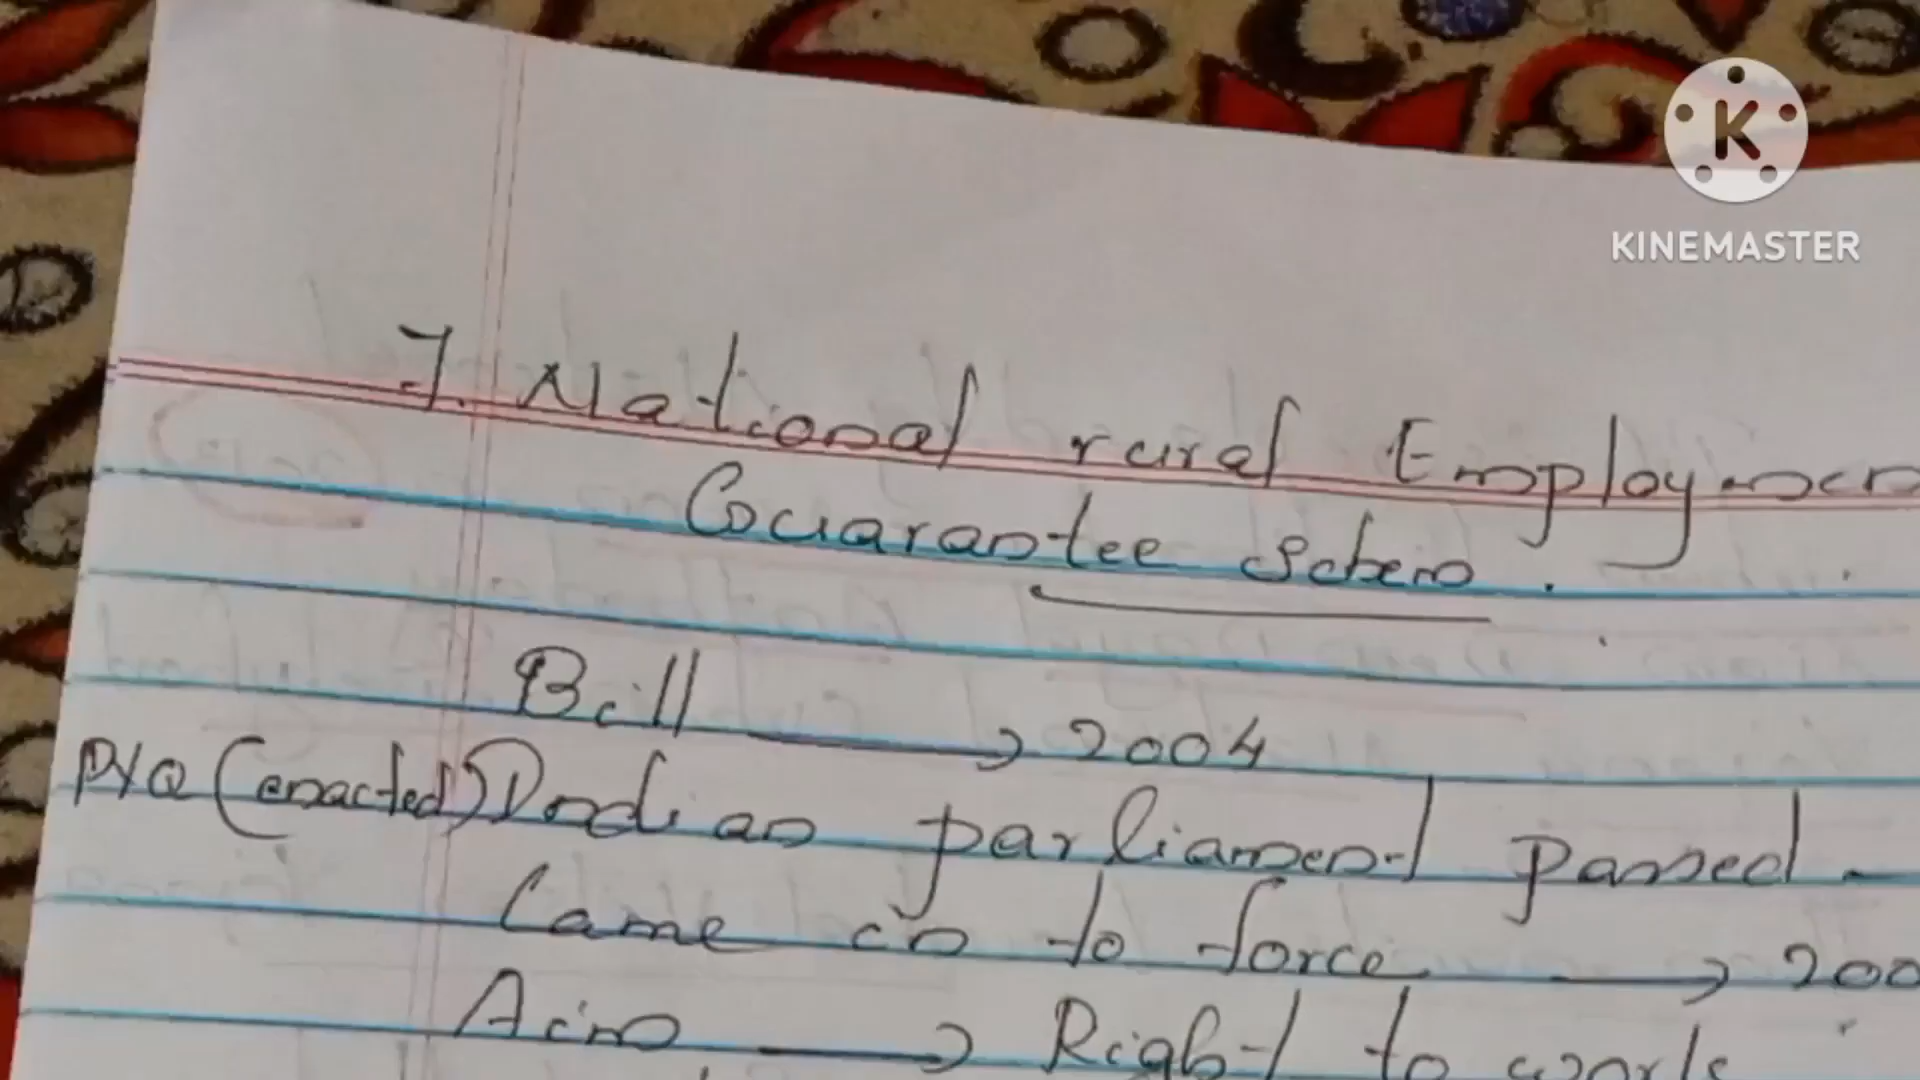 7. National rural Employmen
Guarantee Schem.
Bill → 2004
PYQ (enacted) Indian parliament passed -
Came in to force → 200
Aim → Right to work
K
KINEMASTER